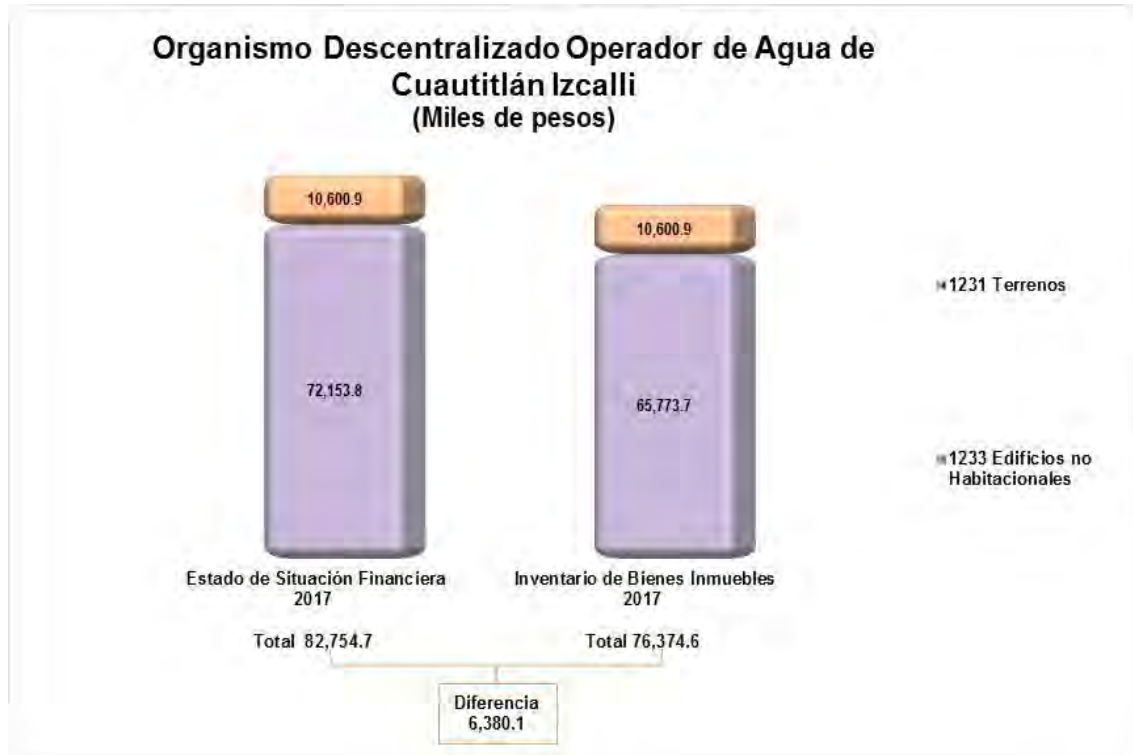 Organismo Descentralizado Operador de Agua de
Cuautitlán Izcalli
(Miles de pesos)
10,600.9
10,600.9
1231 Terrenos
72,153.8
65,773.7
1233 Edificios no
Habitacionales
Estado de Situación Financiera
2017
Inventario de Bienes Inmuebles
2017
Total 82,754.7
Total 76,374.6
Diferencia
6,380.1